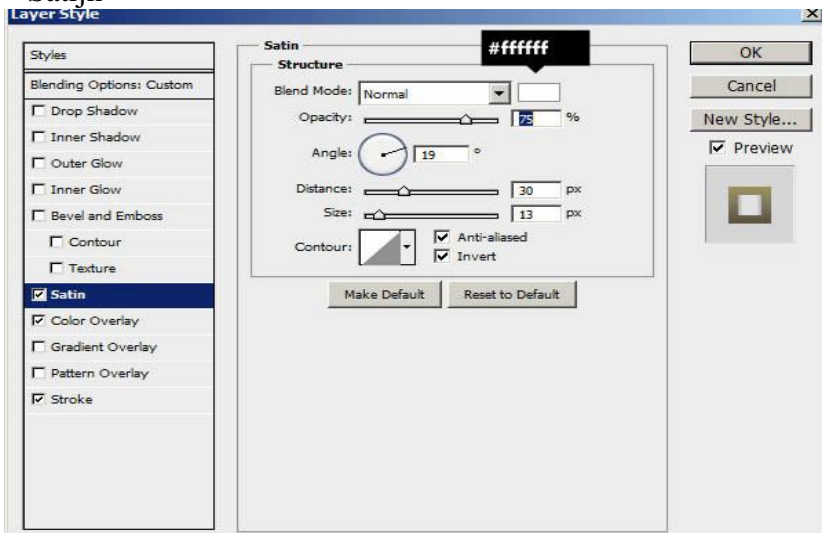 Satijn
Layer Style
Styles
Blending Options: Custom
Drop Shadow
Inner Shadow
Outer Glow
Inner Glow
Bevel and Emboss
Contour
Texture
Satin
Color Overlay
Gradient Overlay
Pattern Overlay
Stroke
Satin
#ffffff
Structure
Blend Mode: Normal
Opacity: 75 %
Angle: 19 °
Distance: 30 px
Size: 13 px
Contour:
Anti-aliased
Invert
Make Default Reset to Default
OK
Cancel
New Style...
Preview